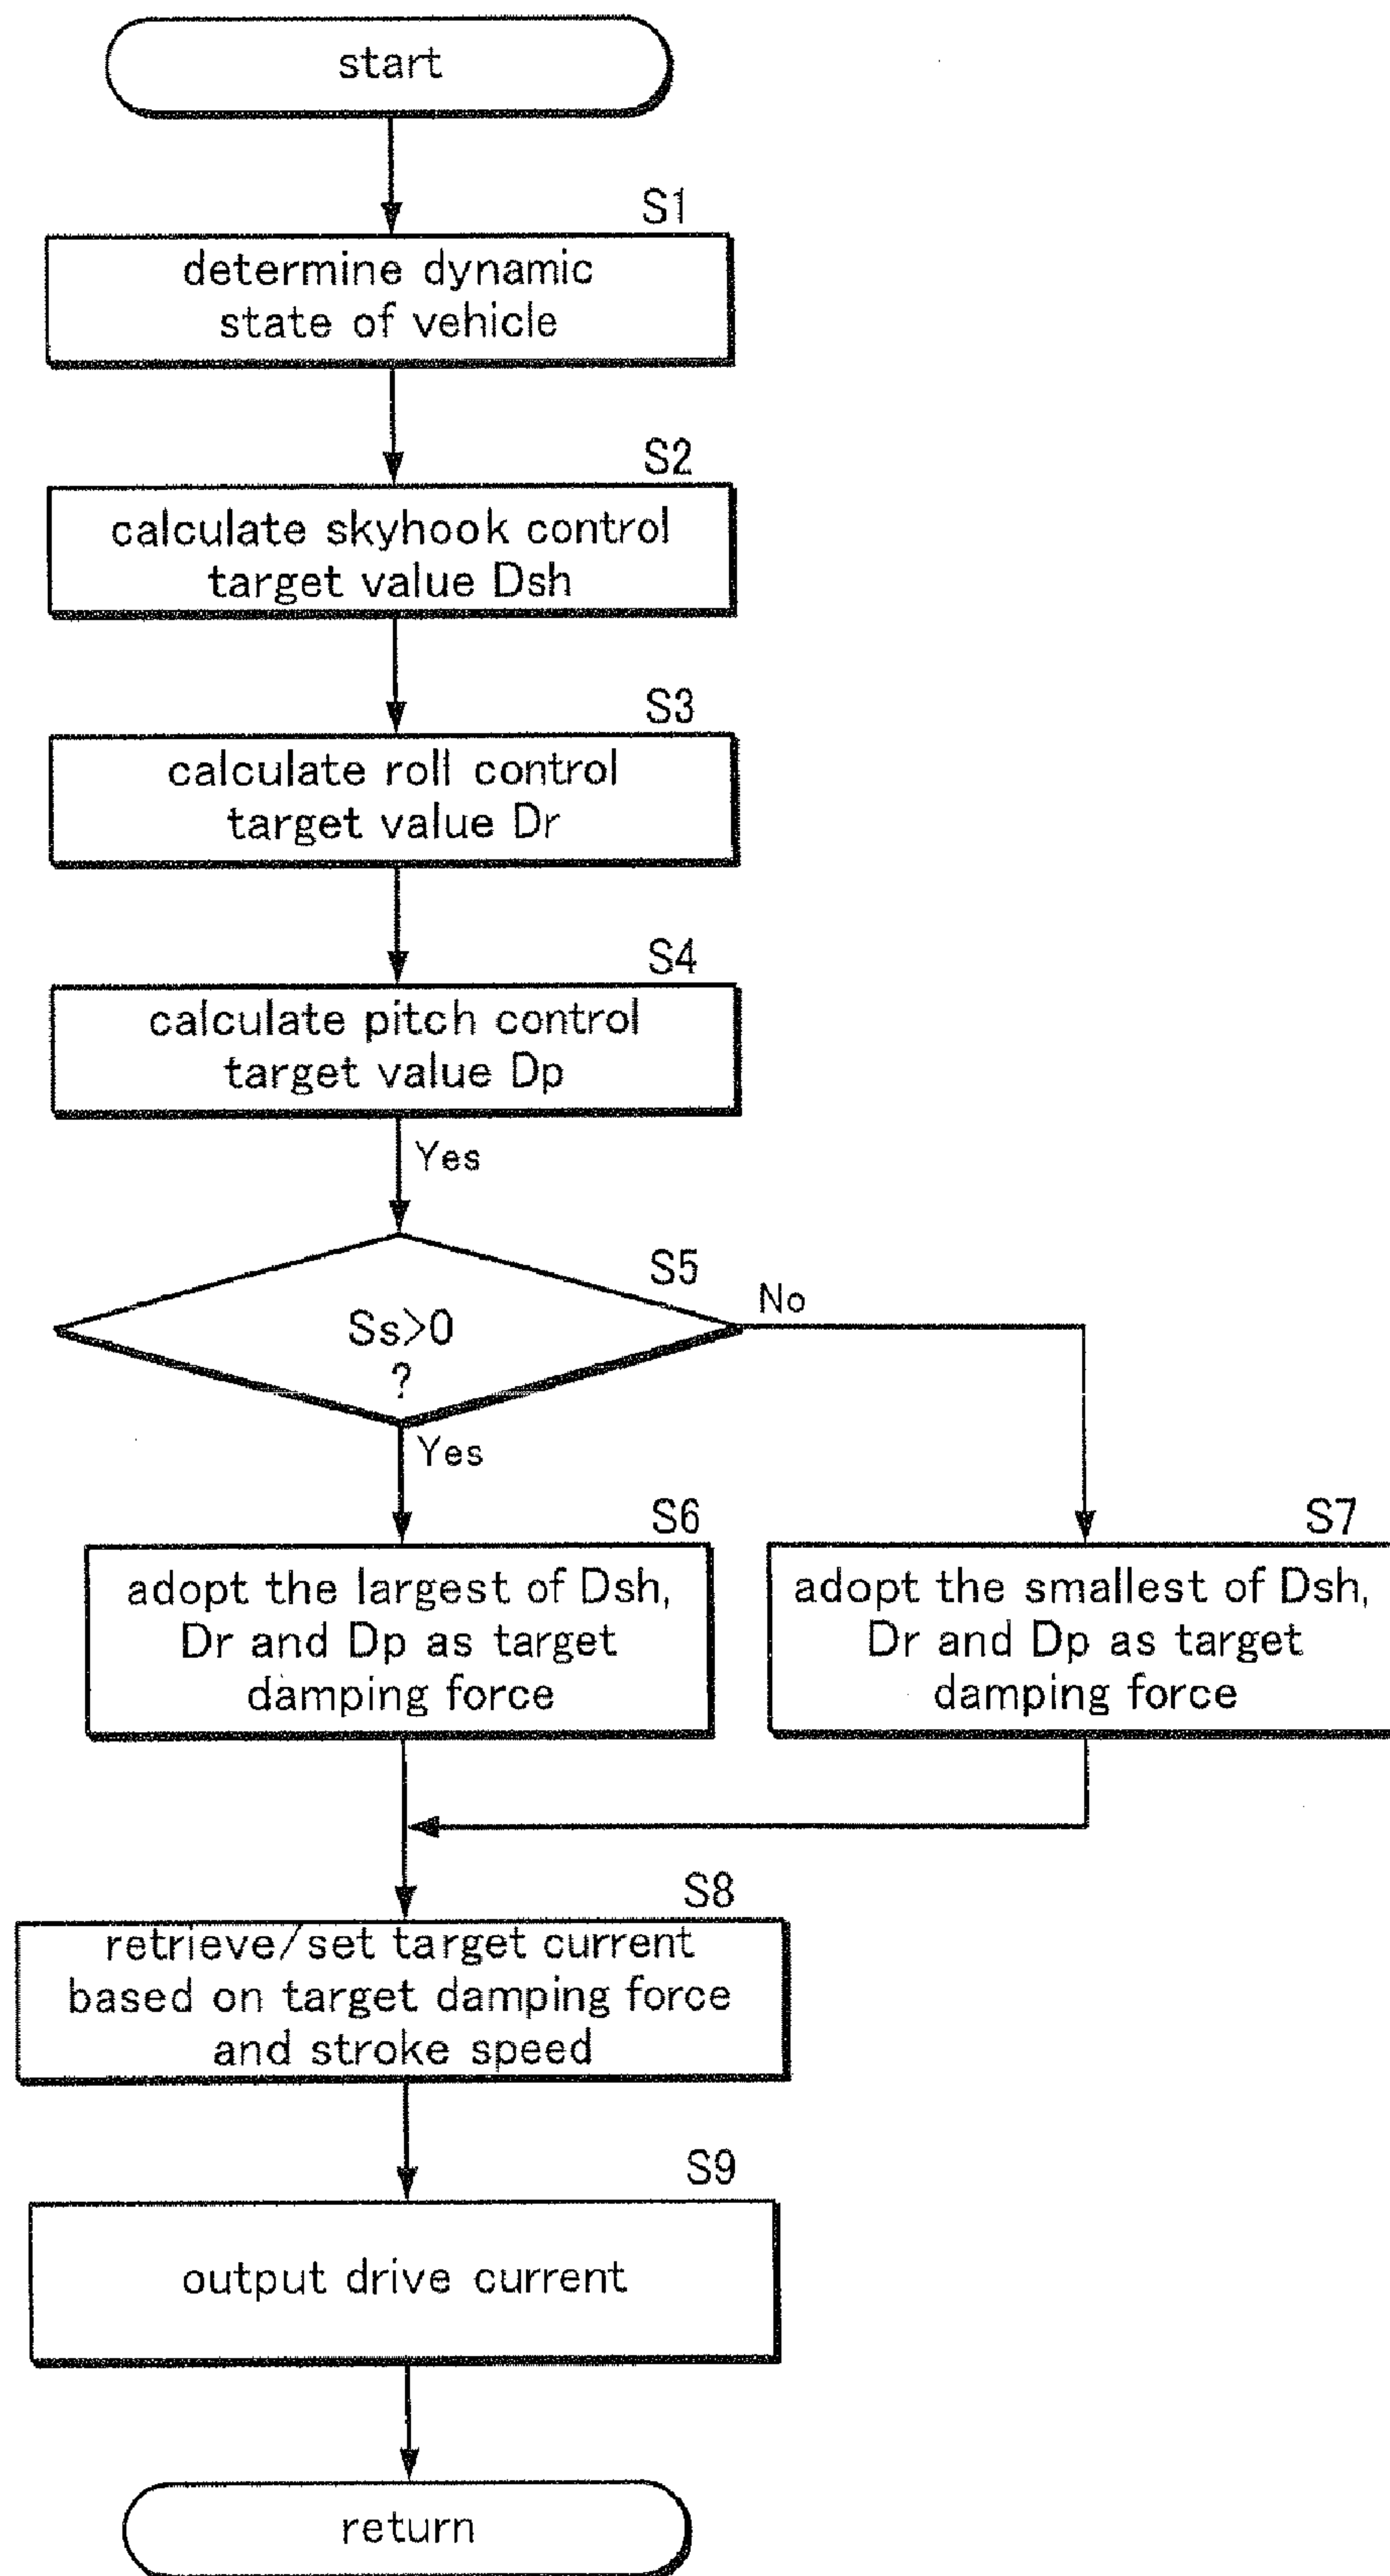 start
S1
determine dynamic
state of vehicle
S2
calculate skyhook control
target value Dsh
S3
calculate roll control
target value Dr
S4
calculate pitch control
target value Dp
Yes
S5
No
Ss>0
?
Yes
S6
adopt the largest of Dsh,
Dr and Dp as target
damping force
S7
adopt the smallest of Dsh,
Dr and Dp as target
damping force
S8
retrieve/set target current
based on target damping force
and stroke speed
S9
output drive current
return